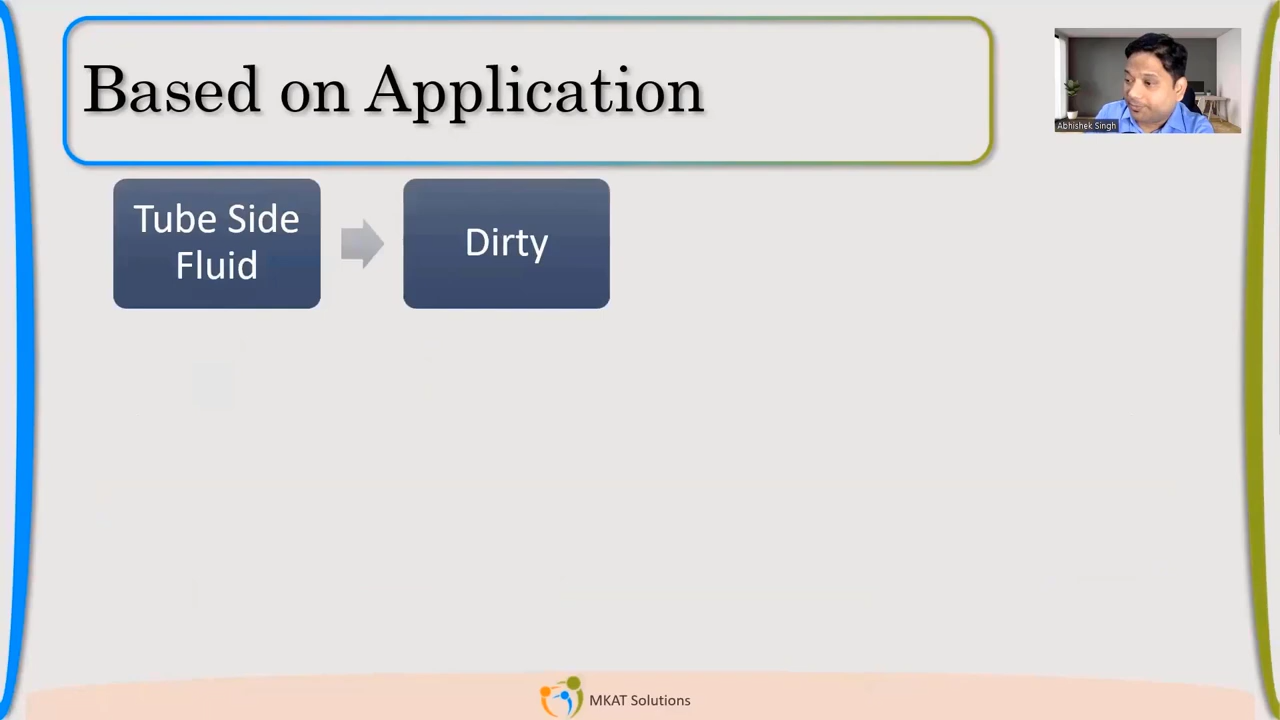 Based on Application
Abhishek Singh
Tube Side
Fluid
Dirty
MKAT Solutions